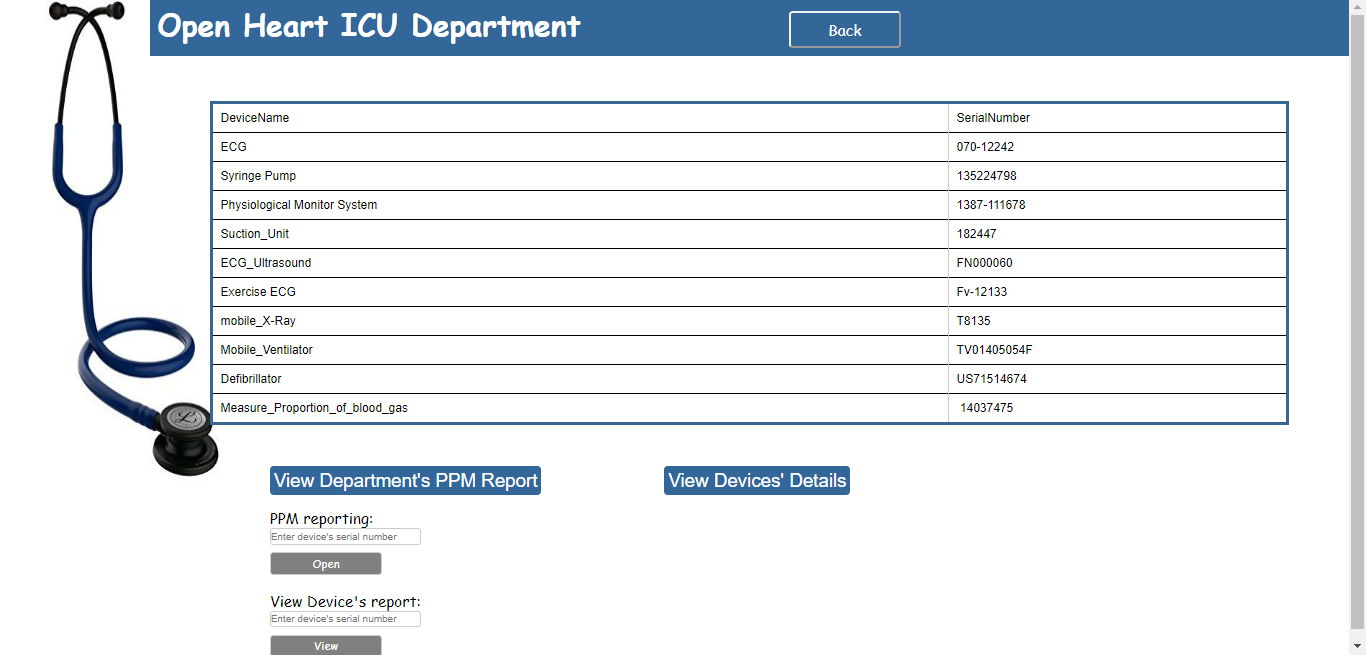 Open Heart ICU Department
Back
DeviceName SerialNumber
ECG 070-12242
Syringe Pump 135224798
Physiological Monitor System 1387-111678
Suction_Unit 182447
ECG_Ultrasound FN000060
Exercise ECG Fv-12133
mobile_X-Ray T8135
Mobile_Ventilator TV01405054F
Defibrillator US71514674
Measure_Proportion_of_blood_gas 14037475
View Department's PPM Report View Devices' Details
PPM reporting:
Enter device's serial number
Open
View Device's report:
Enter device's serial number
View